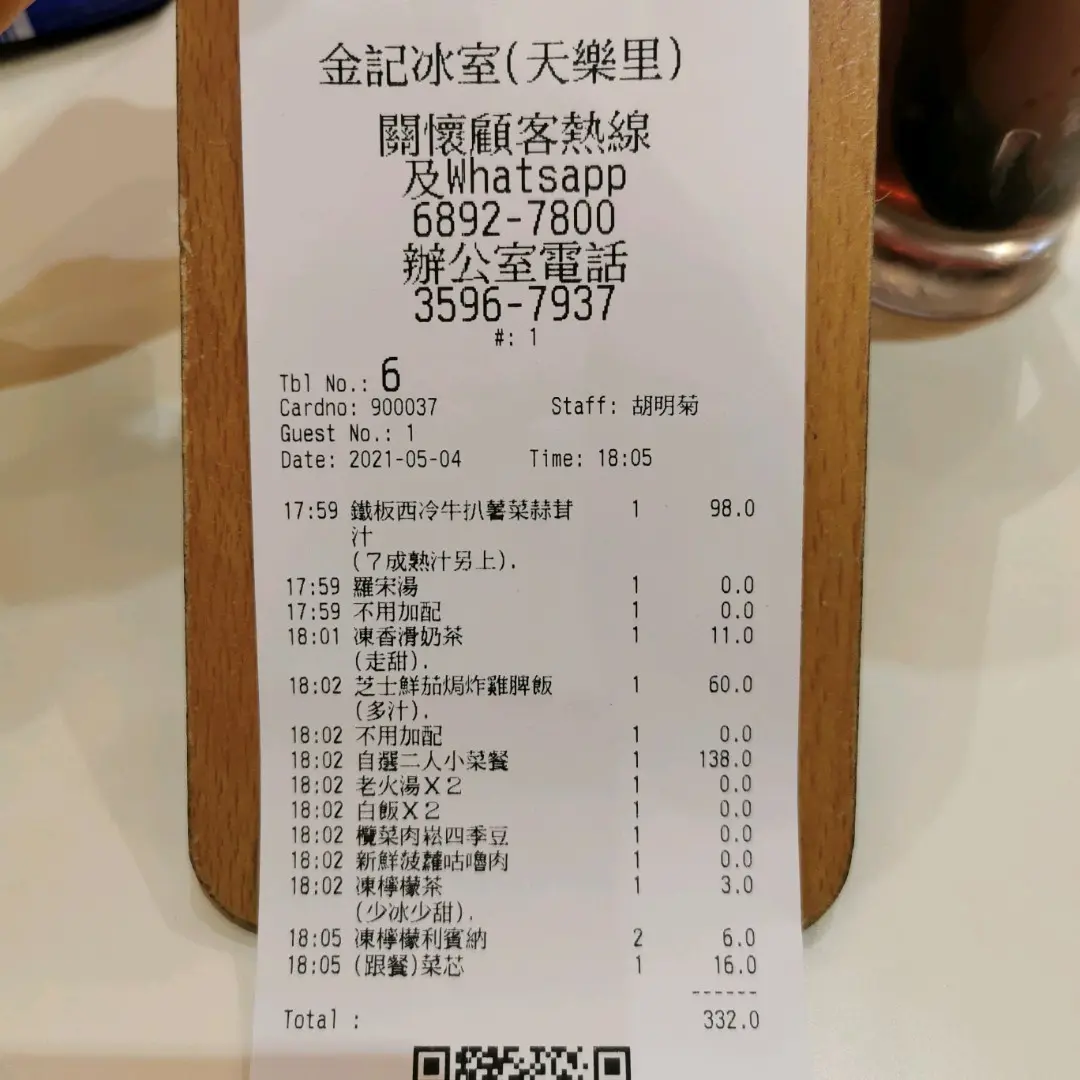 金記冰室(天樂里)
關懷顧客熱線
及Whatsapp
6892-7800
辦公室電話
3596-7937
#: 1
Tbl No.: 6
Cardno: 900037 Staff: 胡明菊
Guest No.: 1
Date: 2021-05-04 Time: 18:05
17:59 鐵板西冷牛扒薯菜蒜茸 1 98.0
汁
(7成熟汁另上).
17:59 羅宋湯 1 0.0
17:59 不用加配 1 0.0
18:01 凍香滑奶茶 1 11.0
(走甜).
18:02 芝士鮮茄焗炸雞脾飯 1 60.0
(多汁).
18:02 不用加配 1 0.0
18:02 自選二人小菜餐 1 138.0
18:02 老火湯X2 1 0.0
18:02 白飯X2 1 0.0
18:02 欖菜肉崧四季豆 1 0.0
18:02 新鮮菠蘿咕嚕肉 1 0.0
18:02 凍檸檬茶 1 3.0
(少冰少甜).
18:05 凍檸檬利賓納 2 6.0
18:05 (跟餐)菜芯 1 16.0
------
Total : 332.0